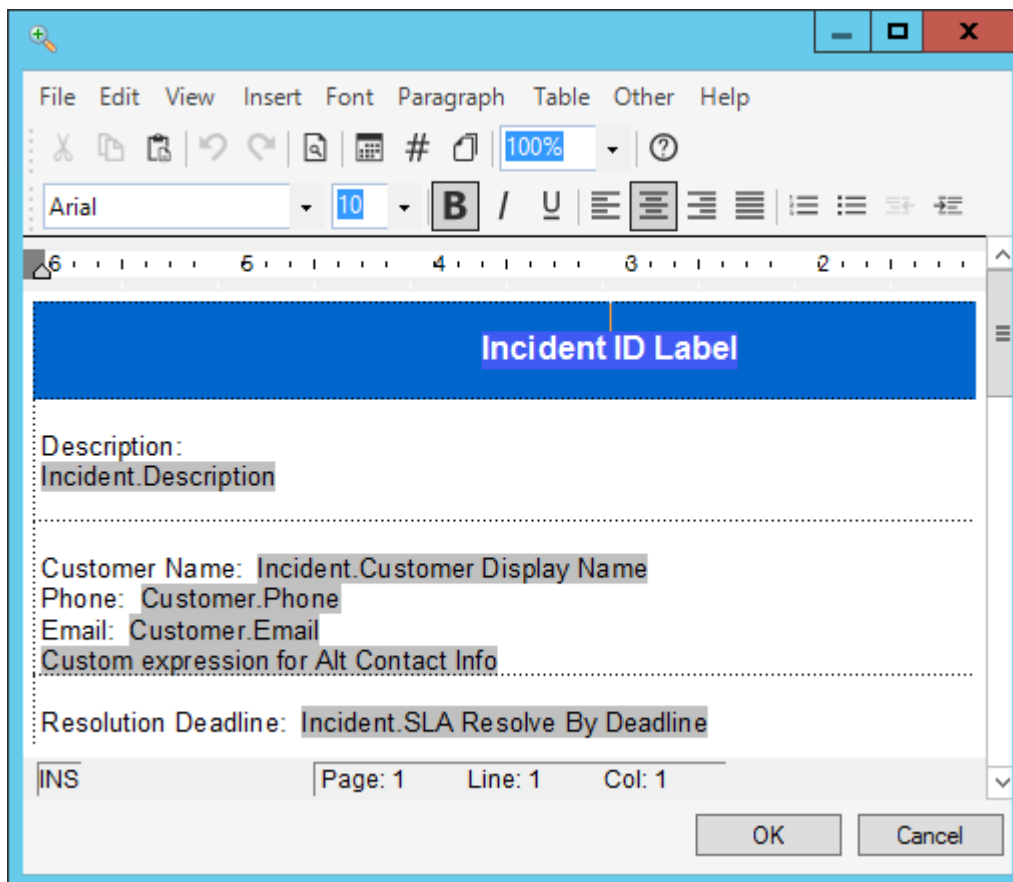 File Edit View Insert Font Paragraph Table Other Help
# 100%
Arial 10 B I U
6 5 4 3 2
Incident ID Label
Description:
Incident.Description
Customer Name: Incident.Customer Display Name
Phone: Customer.Phone
Email: Customer.Email
Custom expression for Alt Contact Info
Resolution Deadline: Incident.SLA Resolve By Deadline
INS Page: 1 Line: 1 Col: 1
OK Cancel